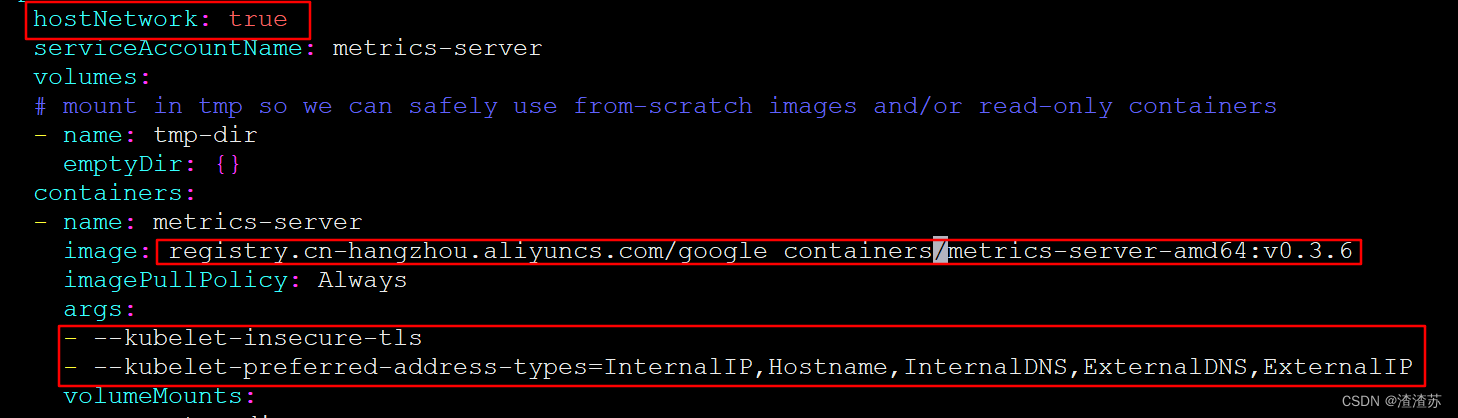 hostNetwork: true
serviceAccountName: metrics-server
volumes:
# mount in tmp so we can safely use from-scratch images and/or read-only containers
- name: tmp-dir
  emptyDir: {}
containers:
- name: metrics-server
  image: registry.cn-hangzhou.aliyuncs.com/google_containers/metrics-server-amd64:v0.3.6
  imagePullPolicy: Always
  args:
  - --kubelet-insecure-tls
  - --kubelet-preferred-address-types=InternalIP,Hostname,InternalDNS,ExternalDNS,ExternalIP
  volumeMounts:
CSDN @渣渣苏